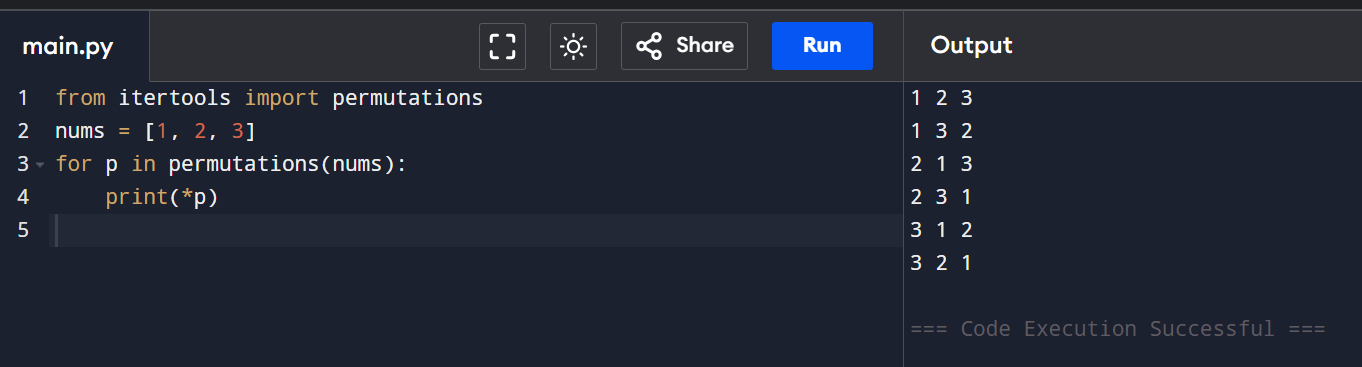 main.py Share Run Output
1 from itertools import permutations
2 nums = [1, 2, 3]
3 for p in permutations(nums):
4     print(*p)
5
1 2 3
1 3 2
2 1 3
2 3 1
3 1 2
3 2 1
=== Code Execution Successful ===